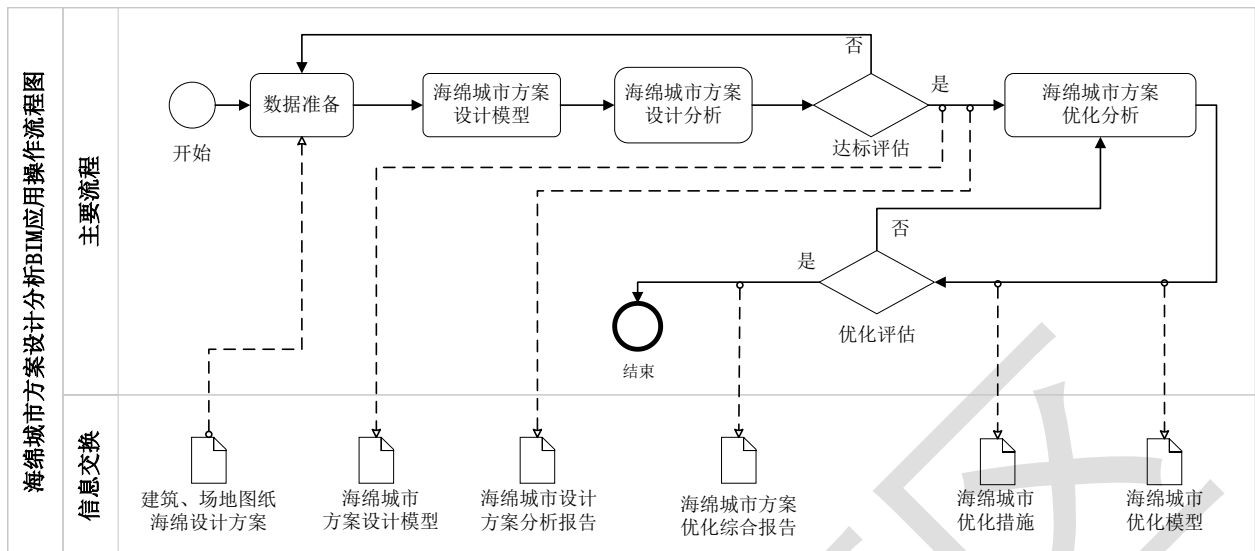 海绵城市方案设计分析BIM应用操作流程图
主要流程
否
数据准备
海绵城市方案
设计模型
海绵城市方案
设计分析
是
海绵城市方案
优化分析
开始
达标评估
否
是
优化评估
结束
信息交换
建筑、场地图纸
海绵设计方案
海绵城市
方案设计模型
海绵城市设计
方案分析报告
海绵城市方案
优化综合报告
海绵城市
优化措施
海绵城市
优化模型